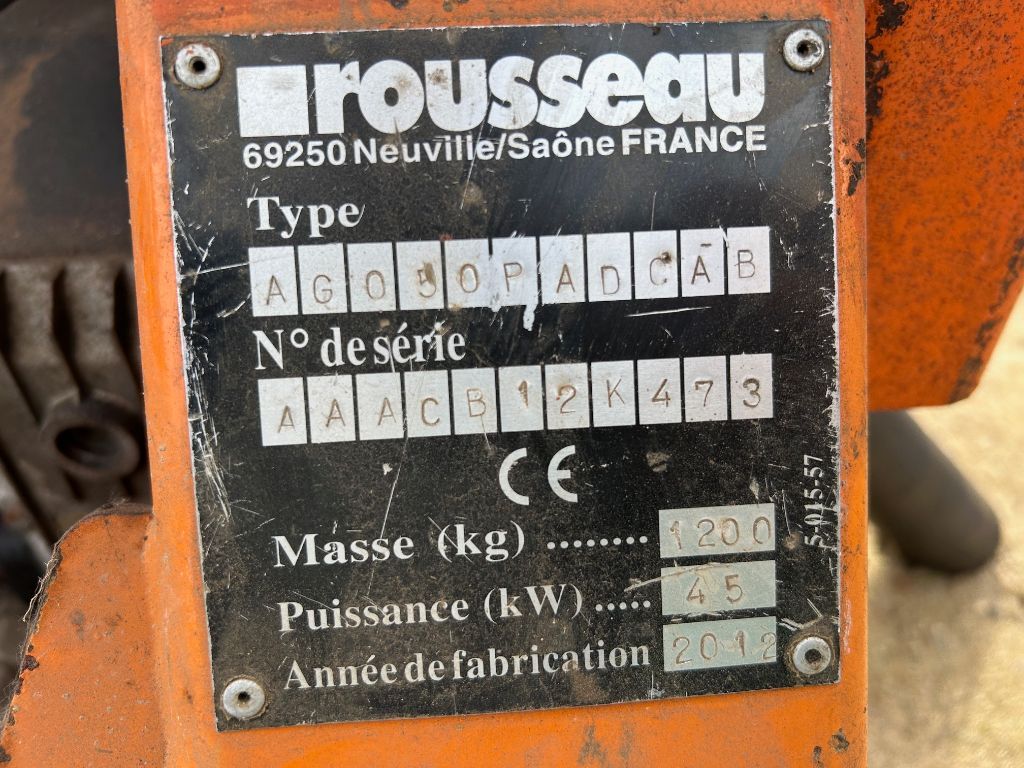 rousseau
69250 Neuville/Saône FRANCE
Type
AG050PADCAB
N° de série
AAACB12K473
CE
Masse (kg) ........ 1200
Puissance (kW) ..... 45
Année de fabrication 2012
5-015-57